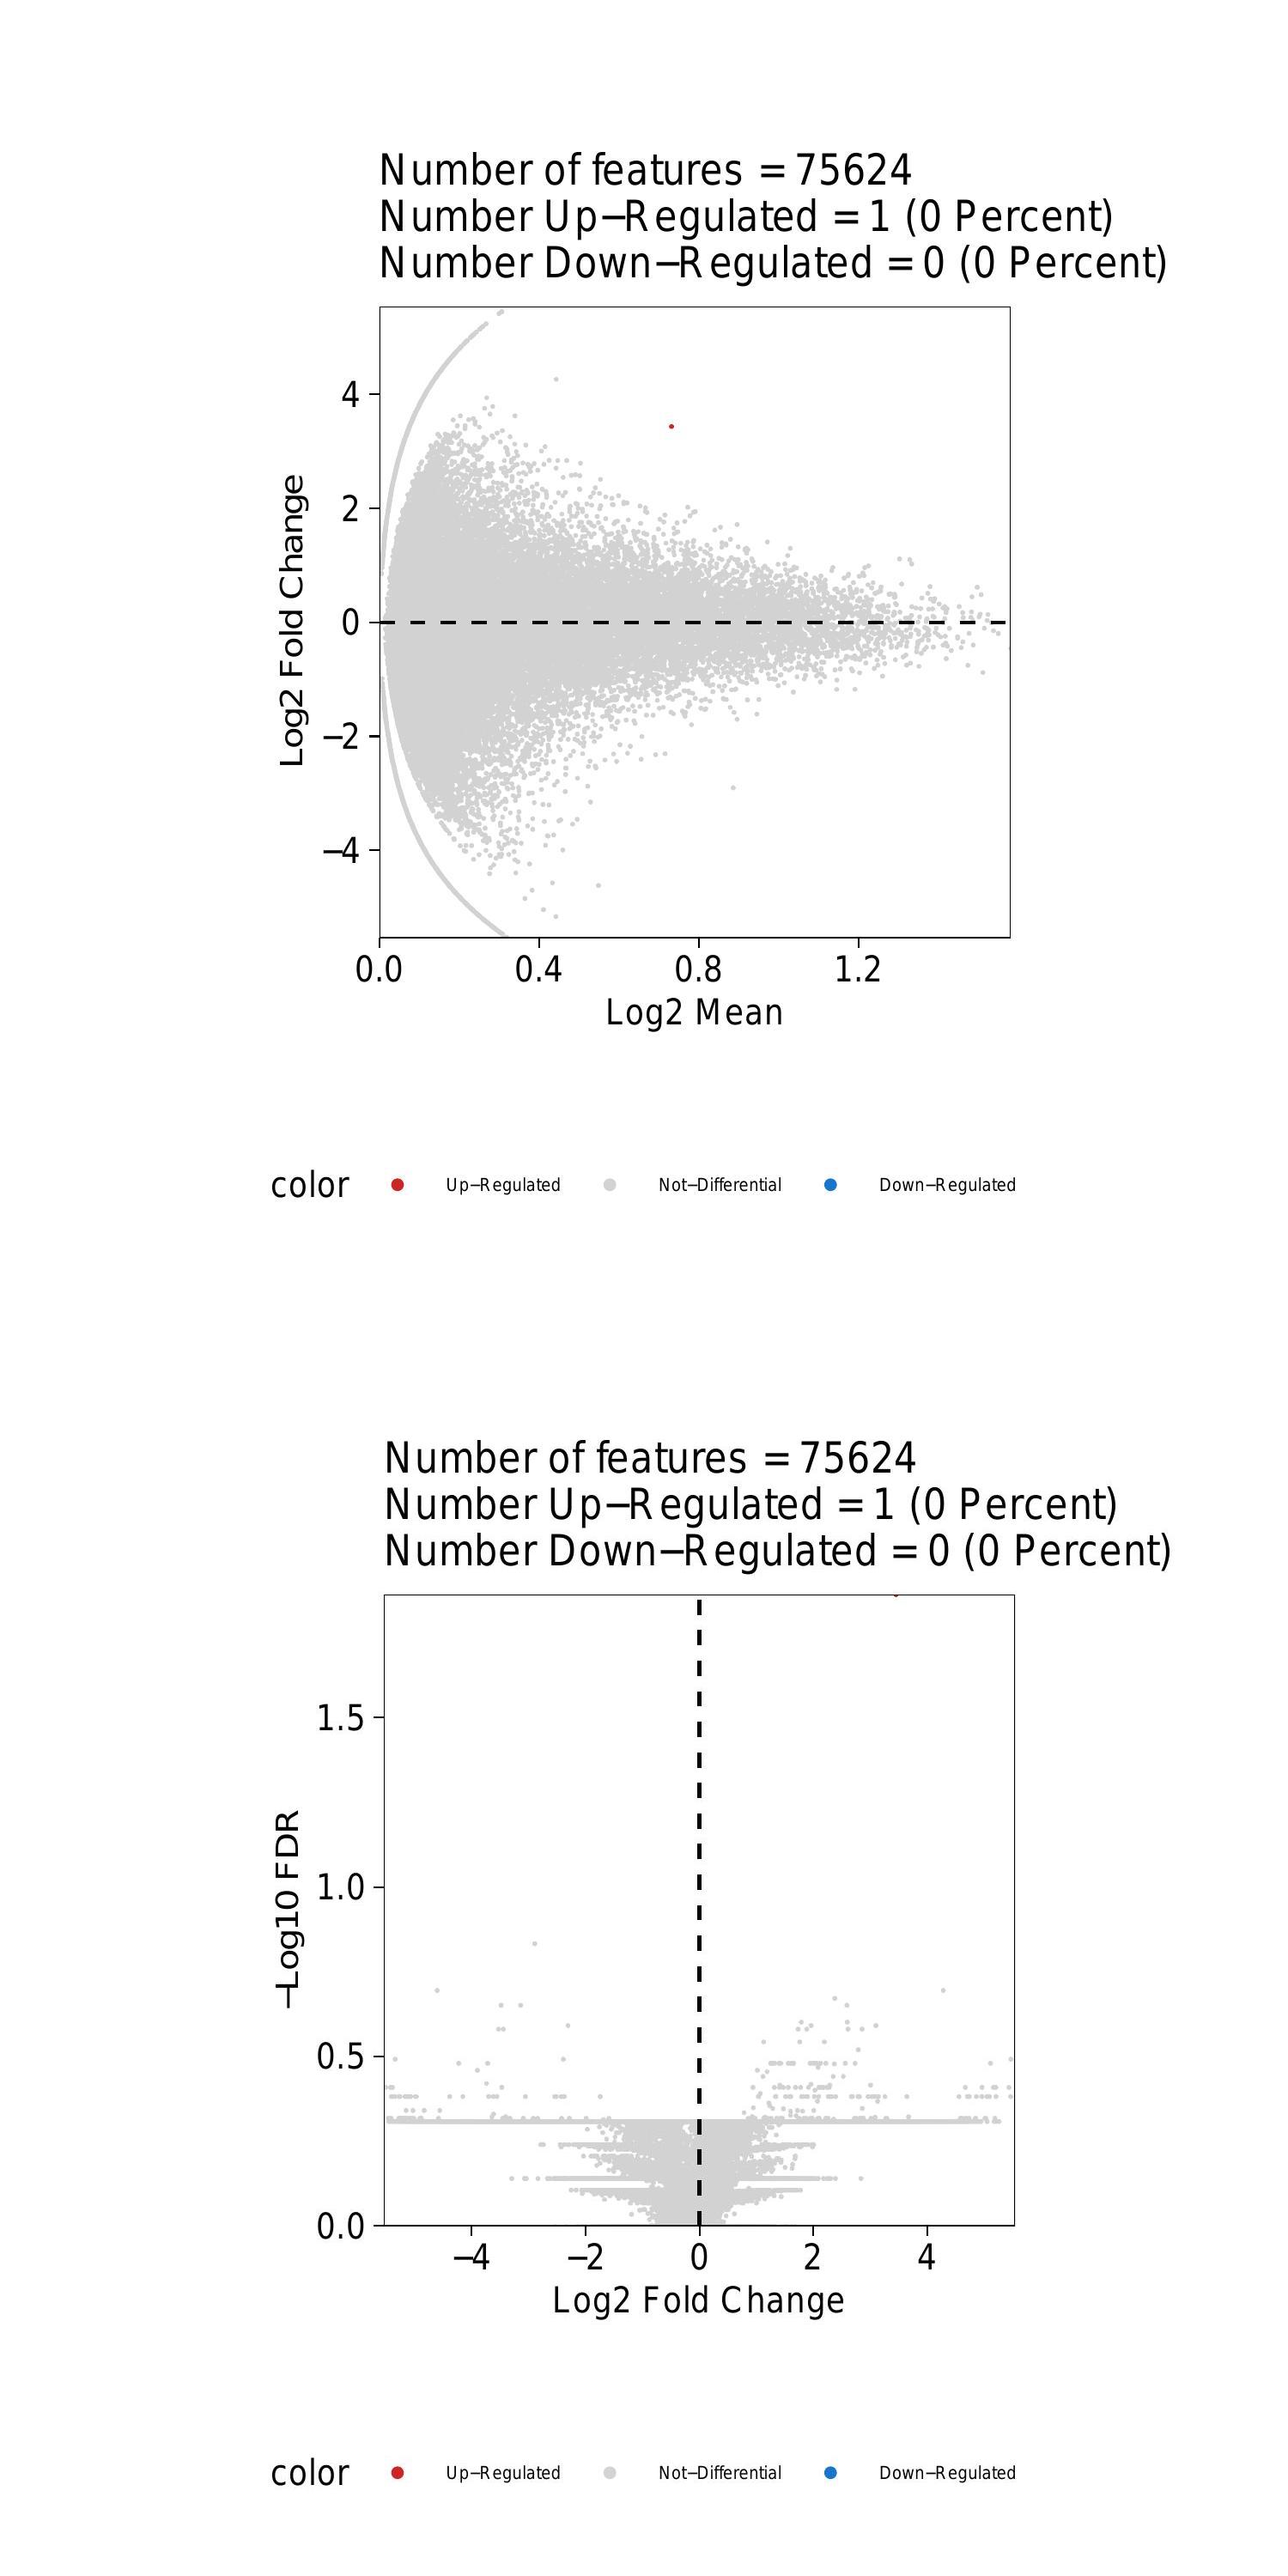 Number of features = 75624
Number Up−Regulated = 1 (0 Percent)
Number Down−Regulated = 0 (0 Percent)
Log2 Fold Change
4
2
0
−2
−4
0.0 0.4 0.8 1.2
Log2 Mean
color Up−Regulated Not−Differential Down−Regulated
Number of features = 75624
Number Up−Regulated = 1 (0 Percent)
Number Down−Regulated = 0 (0 Percent)
−Log10 FDR
1.5
1.0
0.5
0.0
−4 −2 0 2 4
Log2 Fold Change
color Up−Regulated Not−Differential Down−Regulated